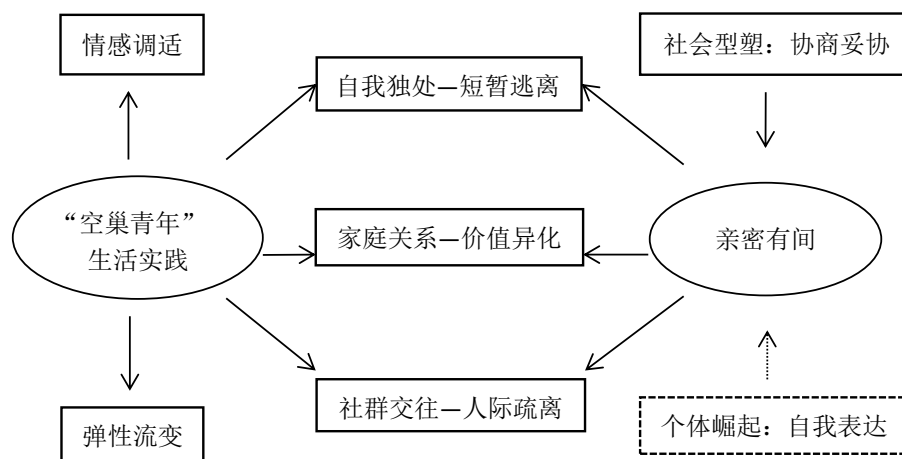 情感调适
社会型塑：协商妥协
自我独处—短暂逃离
“空巢青年”
生活实践
家庭关系—价值异化
亲密有间
社群交往—人际疏离
弹性流变
个体崛起：自我表达